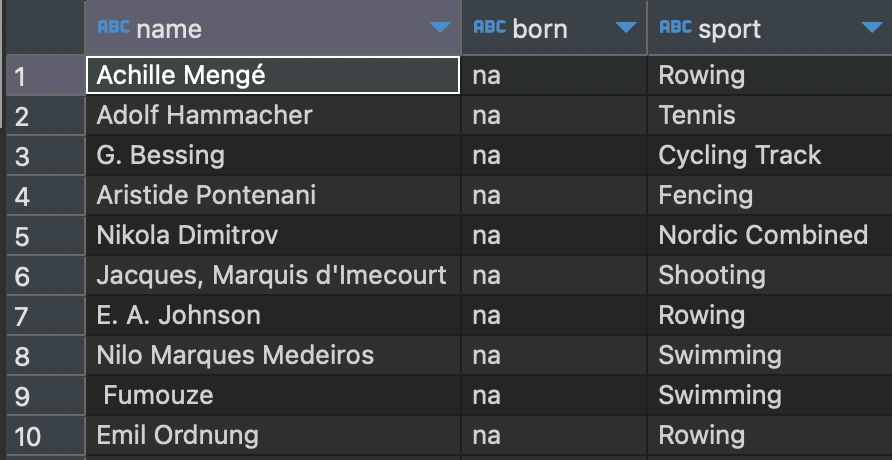 ABC name ABC born ABC sport
1 Achille Mengé na Rowing
2 Adolf Hammacher na Tennis
3 G. Bessing na Cycling Track
4 Aristide Pontenani na Fencing
5 Nikola Dimitrov na Nordic Combined
6 Jacques, Marquis d'Imecourt na Shooting
7 E. A. Johnson na Rowing
8 Nilo Marques Medeiros na Swimming
9 Fumouze na Swimming
10 Emil Ordnung na Rowing